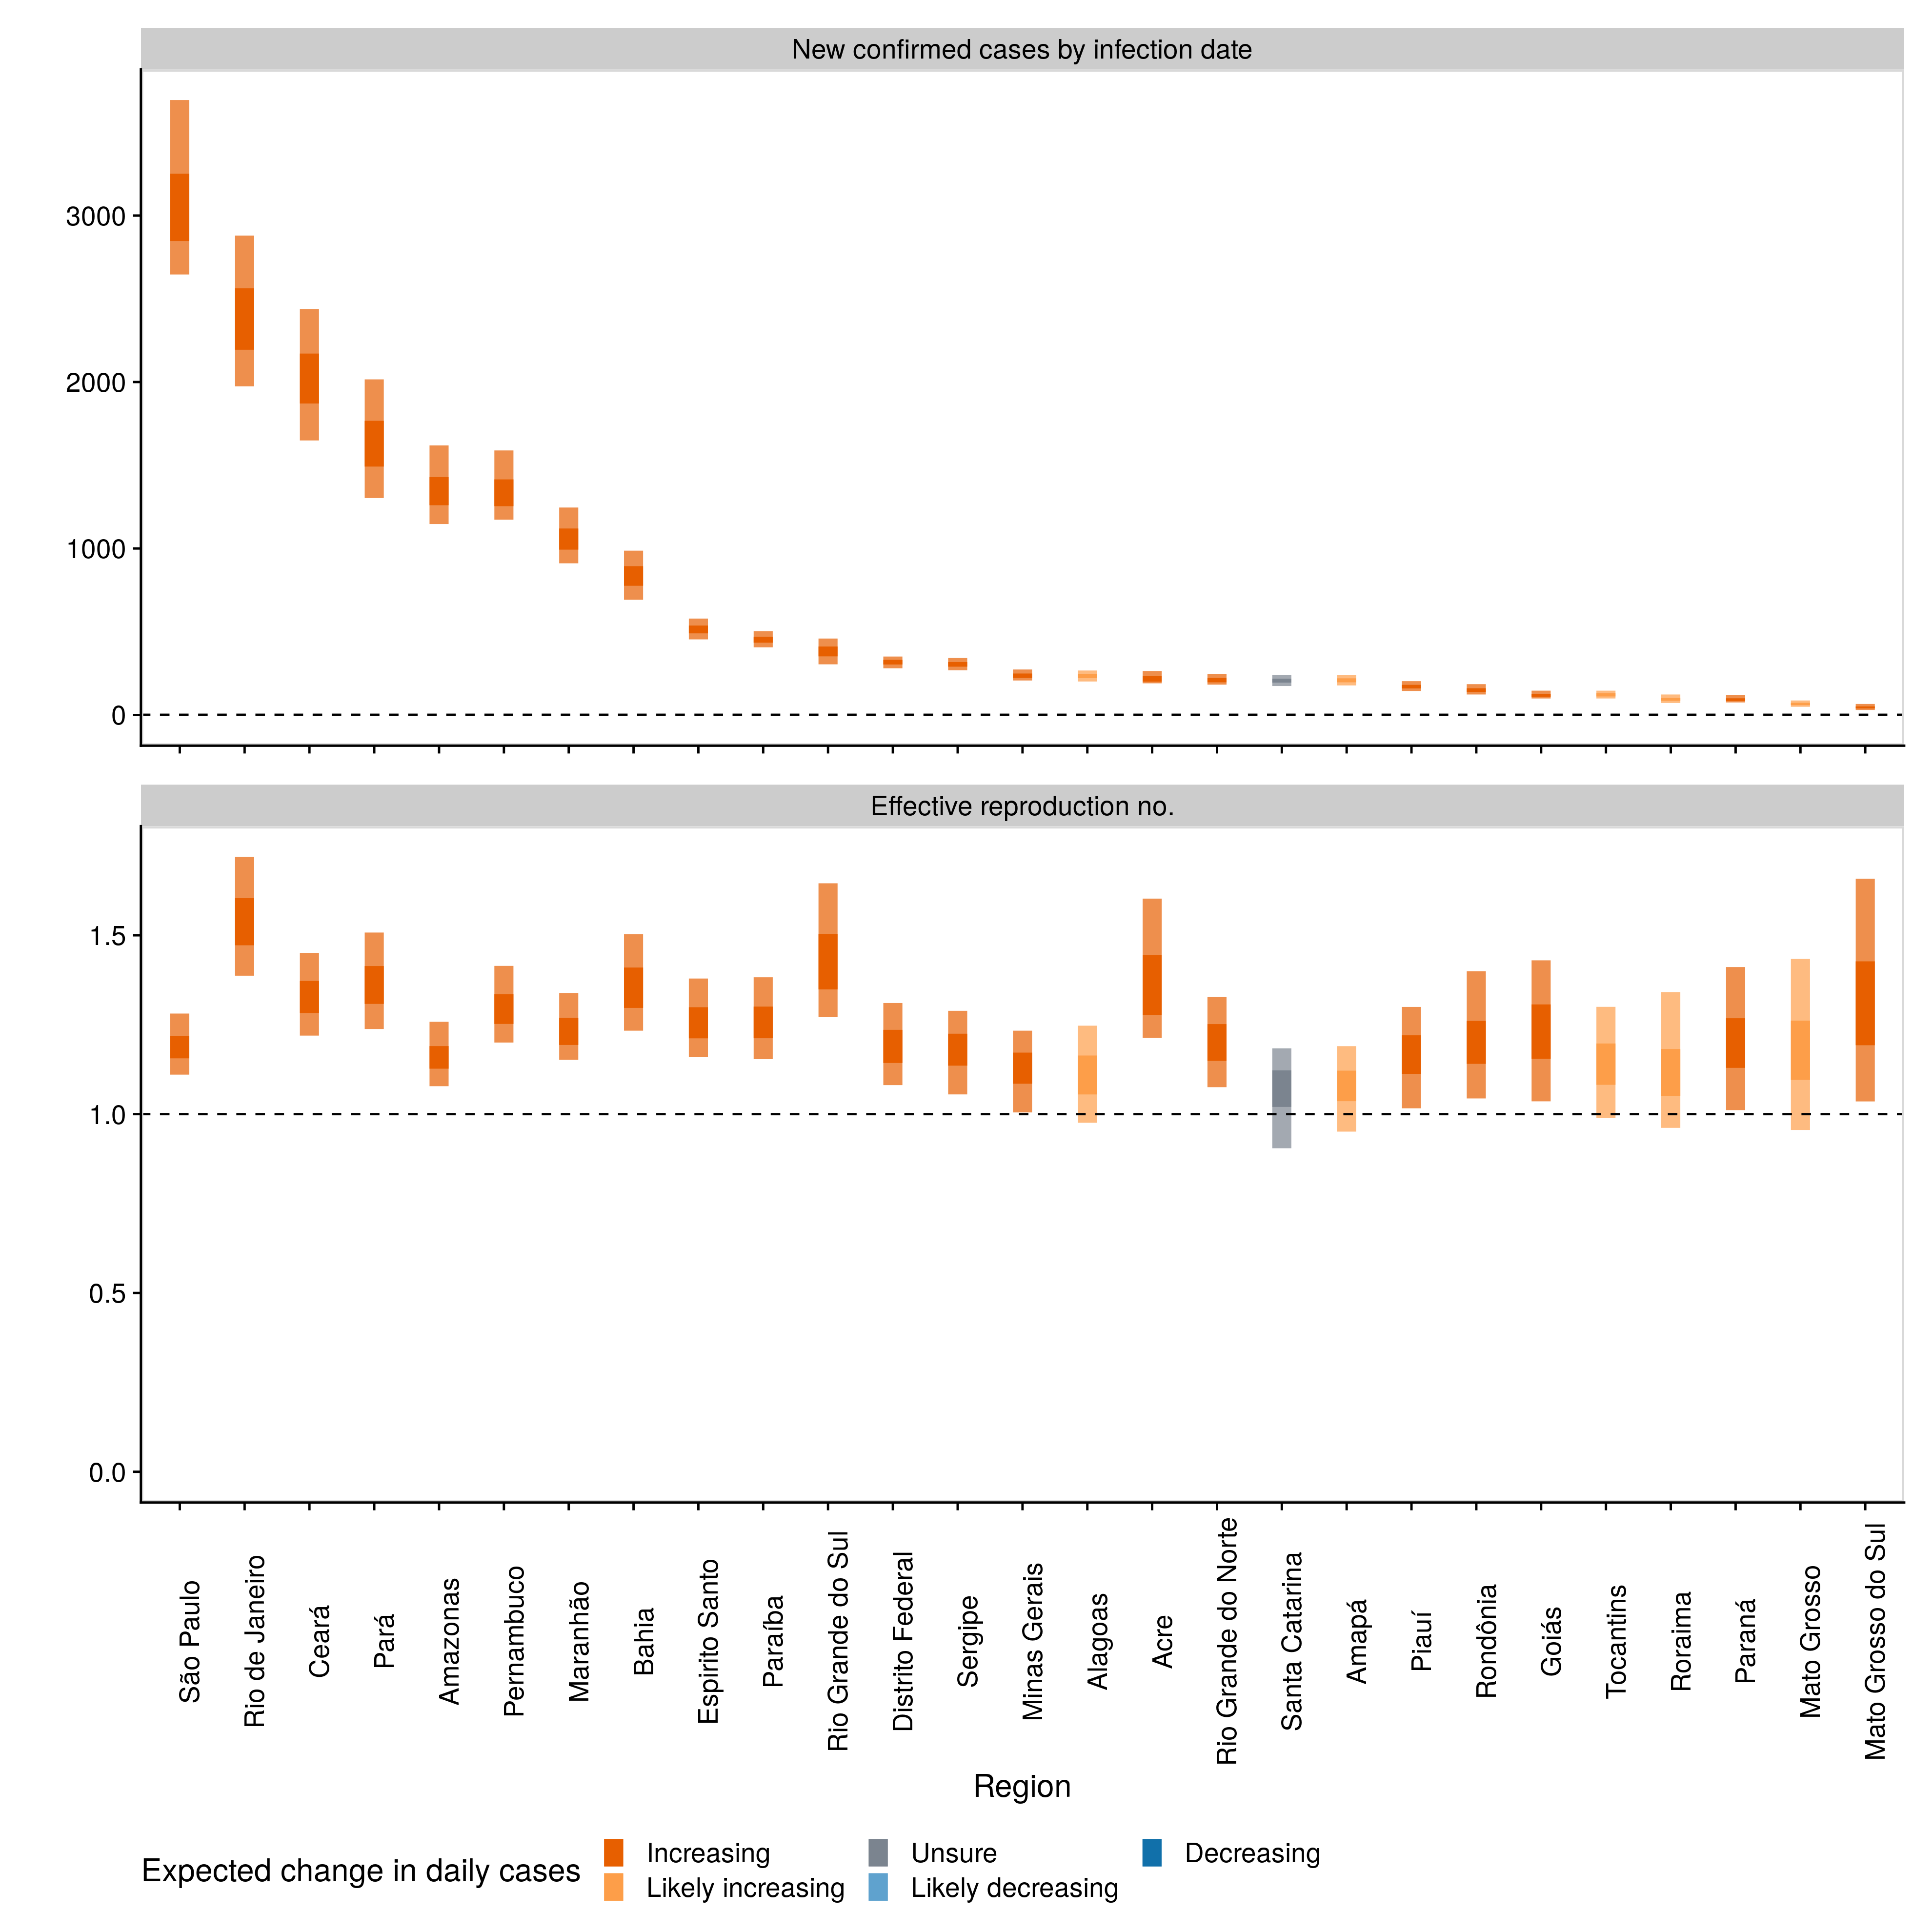 New confirmed cases by infection date
3000
2000
1000
0
Effective reproduction no.
1.5
1.0
0.5
0.0
São Paulo
Rio de Janeiro
Ceará
Pará
Amazonas
Pernambuco
Maranhão
Bahia
Espirito Santo
Paraíba
Rio Grande do Sul
Distrito Federal
Sergipe
Minas Gerais
Alagoas
Acre
Rio Grande do Norte
Santa Catarina
Amapá
Piauí
Rondônia
Goiás
Tocantins
Roraima
Paraná
Mato Grosso
Mato Grosso do Sul
Region
Expected change in daily cases
Increasing
Unsure
Decreasing
Likely increasing
Likely decreasing